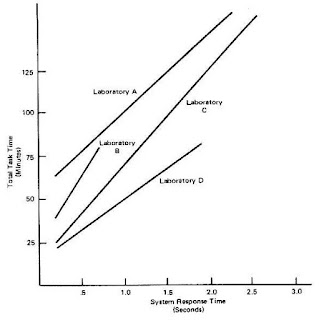 125
100
75
50
25
Total Task Time
(Minutes)
Laboratory A
Laboratory
B
Laboratory
C
Laboratory D
.5
1.0
1.5
2.0
2.5
3.0
System Response Time
(Seconds)